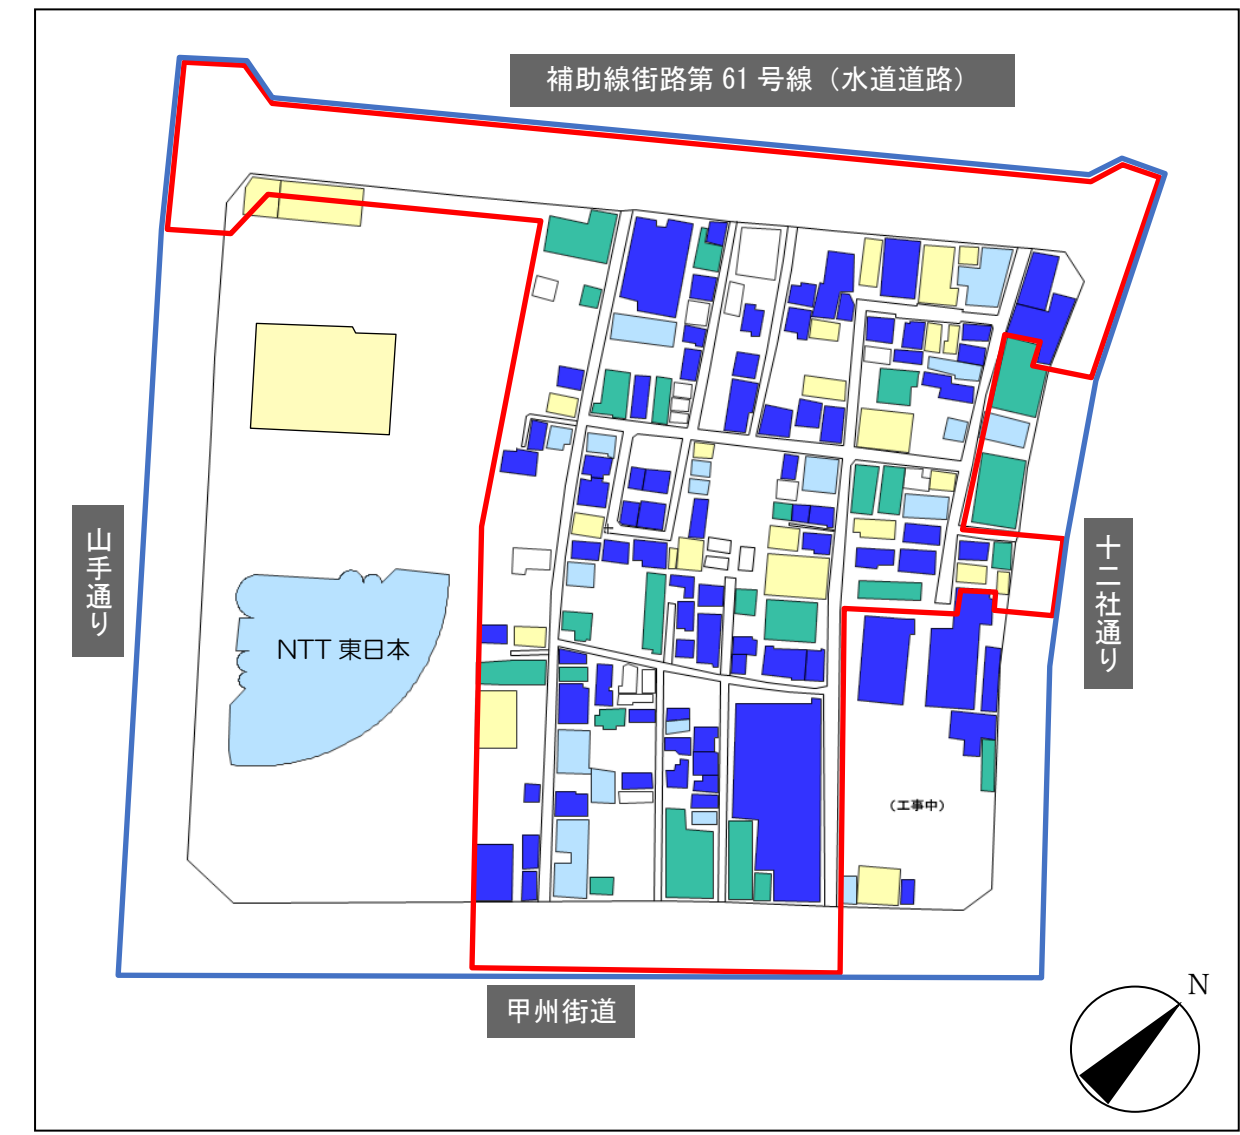 補助線街路第 61 号線（水道道路）
山手通り
十二社通り
NTT 東日本
（工事中）
甲州街道
N